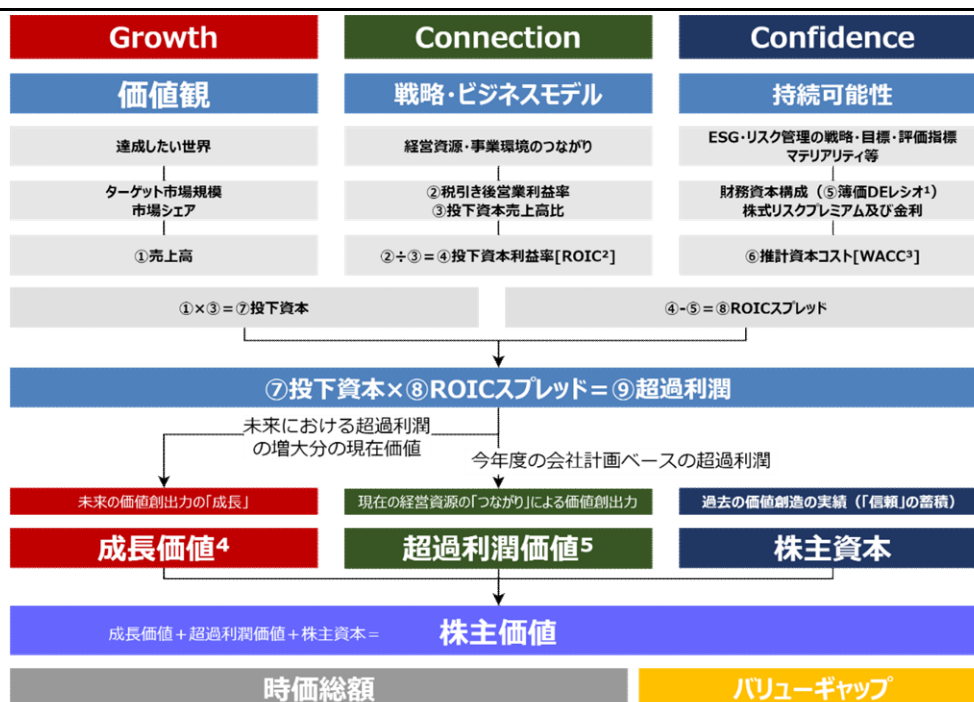 Growth
Connection
Confidence
価値観
戦略・ビジネスモデル
持続可能性
達成したい世界
経営資源・事業環境のつながり
ESG・リスク管理の戦略・目標・評価指標
マテリアリティ等
ターゲット市場規模
市場シェア
②税引き後営業利益率
③投下資本売上高比
財務資本構成（⑤簿価DEレシオ¹）
株式リスクプレミアム及び金利
①売上高
②÷③＝④投下資本利益率[ROIC²]
⑥推計資本コスト[WACC³]
①×③＝⑦投下資本
④-⑤＝⑧ROICスプレッド
⑦投下資本×⑧ROICスプレッド＝⑨超過利潤
未来における超過利潤
の増大分の現在価値
今年度の会社計画ベースの超過利潤
未来の価値創出力の「成長」
現在の経営資源の「つながり」による価値創出力
過去の価値創造の実績（「信頼」の蓄積）
成長価値⁴
超過利潤価値⁵
株主資本
成長価値＋超過利潤価値＋株主資本＝
株主価値
時価総額
バリューギャップ